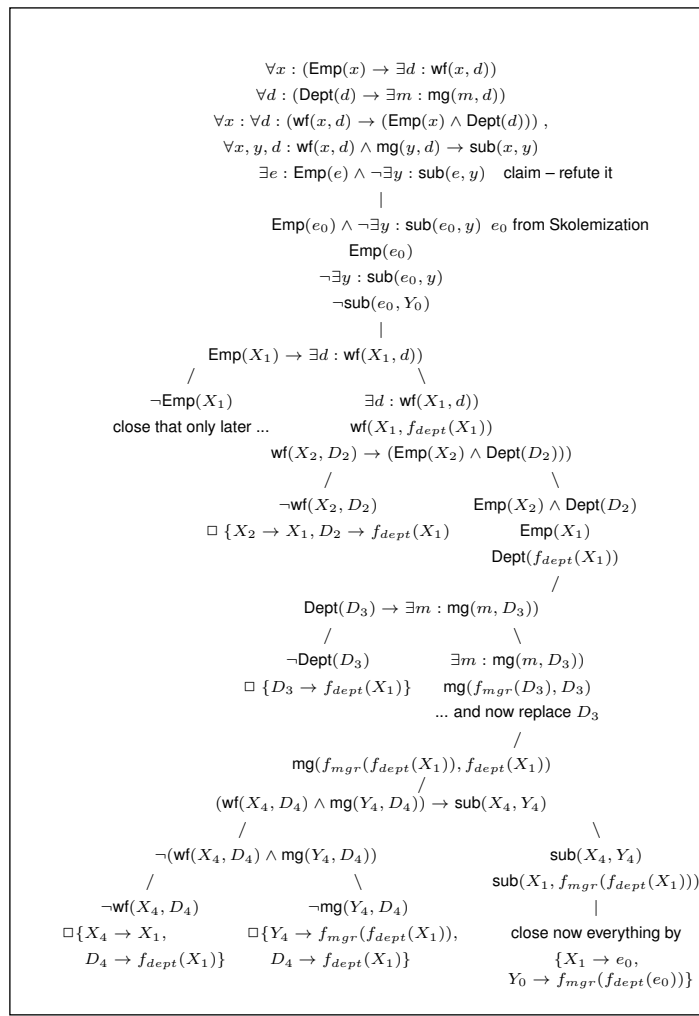 ∀x : (Emp(x) → ∃d : wf(x, d))
∀d : (Dept(d) → ∃m : mg(m, d))
∀x : ∀d : (wf(x, d) → (Emp(x) ∧ Dept(d))) ,
∀x, y, d : wf(x, d) ∧ mg(y, d) → sub(x, y)
∃e : Emp(e) ∧ ¬∃y : sub(e, y) claim – refute it
|
Emp(e₀) ∧ ¬∃y : sub(e₀, y) e₀ from Skolemization
Emp(e₀)
¬∃y : sub(e₀, y)
¬sub(e₀, Y₀)
|
Emp(X₁) → ∃d : wf(X₁, d))
/ \
¬Emp(X₁) ∃d : wf(X₁, d))
close that only later ... wf(X₁, f_dept(X₁))
wf(X₂, D₂) → (Emp(X₂) ∧ Dept(D₂)))
/ \
¬wf(X₂, D₂) Emp(X₂) ∧ Dept(D₂)
□ {X₂ → X₁, D₂ → f_dept(X₁) Emp(X₁)
Dept(f_dept(X₁))
/
Dept(D₃) → ∃m : mg(m, D₃))
/ \
¬Dept(D₃) ∃m : mg(m, D₃))
□ {D₃ → f_dept(X₁)} mg(f_mgr(D₃), D₃)
... and now replace D₃
/
mg(f_mgr(f_dept(X₁)), f_dept(X₁))
/
(wf(X₄, D₄) ∧ mg(Y₄, D₄)) → sub(X₄, Y₄)
/ \
¬(wf(X₄, D₄) ∧ mg(Y₄, D₄)) sub(X₄, Y₄)
/ \ sub(X₁, f_mgr(f_dept(X₁)))
¬wf(X₄, D₄) ¬mg(Y₄, D₄) |
□{X₄ → X₁, □{Y₄ → f_mgr(f_dept(X₁)), close now everything by
D₄ → f_dept(X₁)} D₄ → f_dept(X₁)} {X₁ → e₀,
Y₀ → f_mgr(f_dept(e₀))}